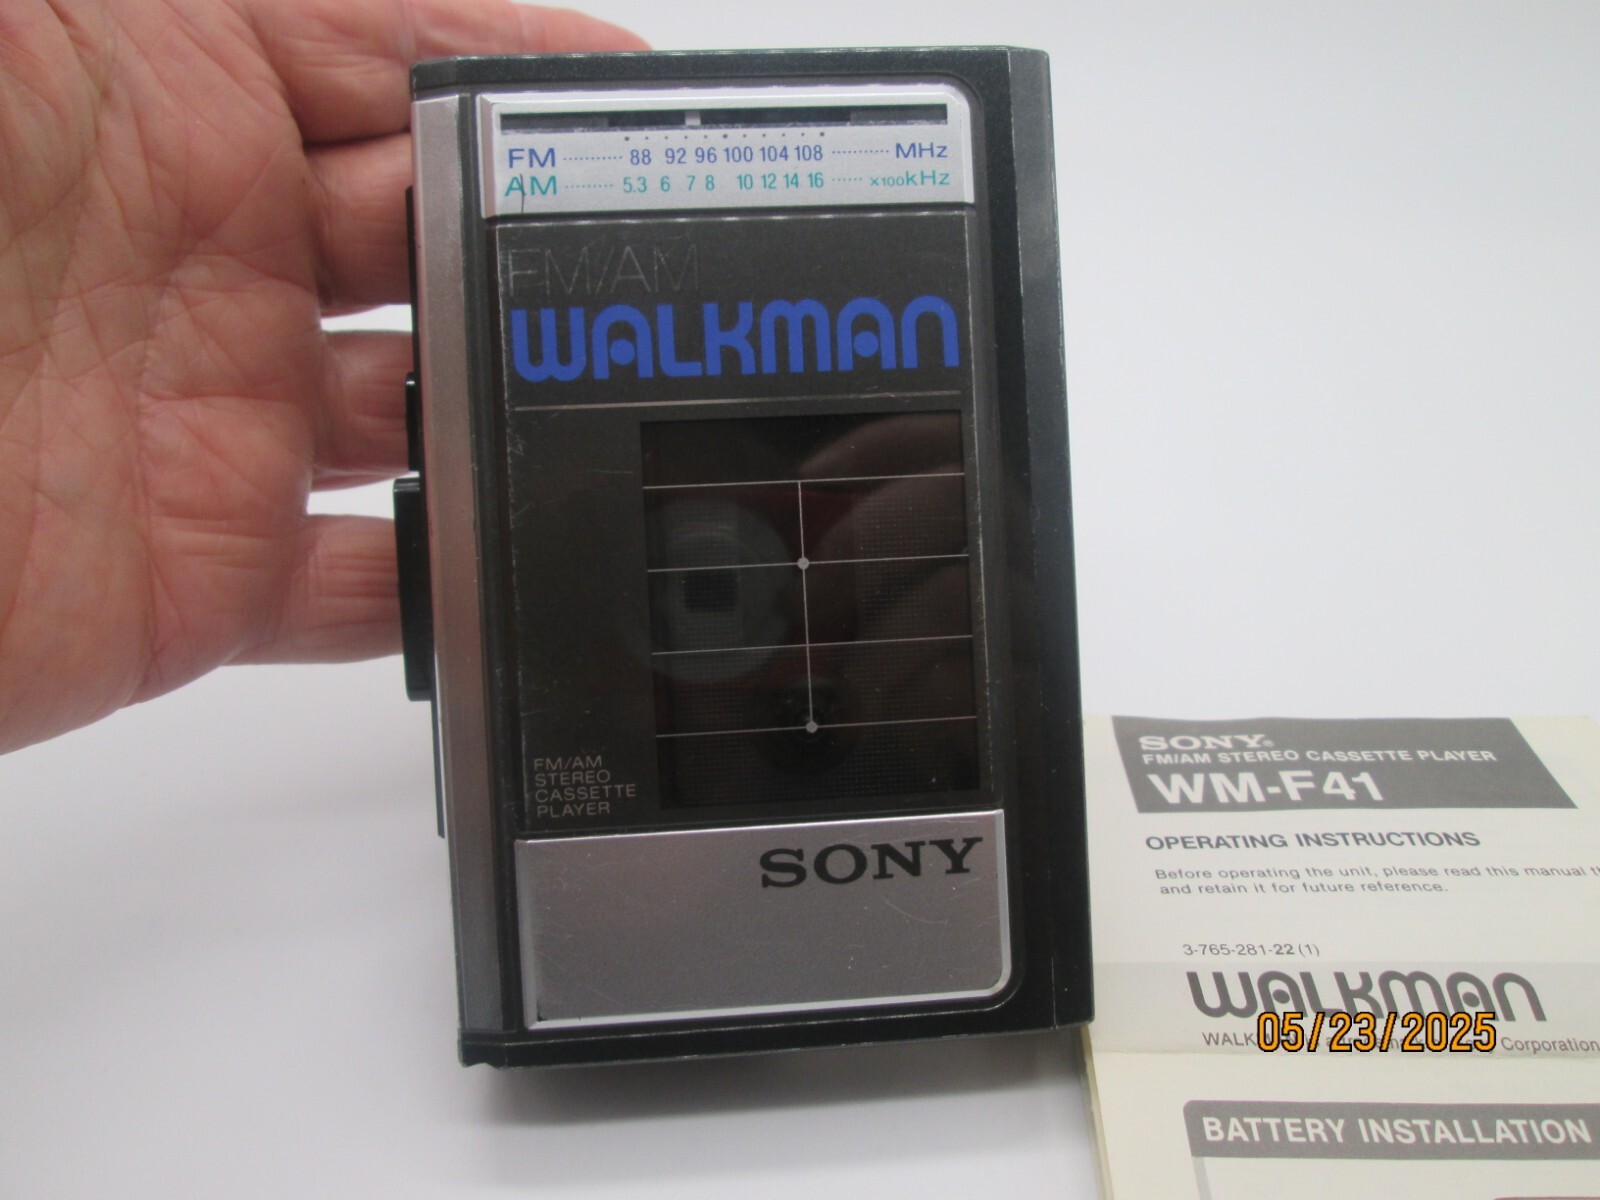 FM ············ 88 92 96 100 104 108 ············ MHz
AM ·········· 5.3 6 7 8 10 12 14 16 ······ ×100kHz
FM/AM
WALKMAN
FM/AM
STEREO
CASSETTE
PLAYER
SONY
SONY®
FM/AM STEREO CASSETTE PLAYER
WM-F41
OPERATING INSTRUCTIONS
Before operating the unit, please read this manual
and retain it for future reference.
3-765-281-22(1)
WALKMAN
Corporation
05/23/2025
BATTERY INSTALLATION